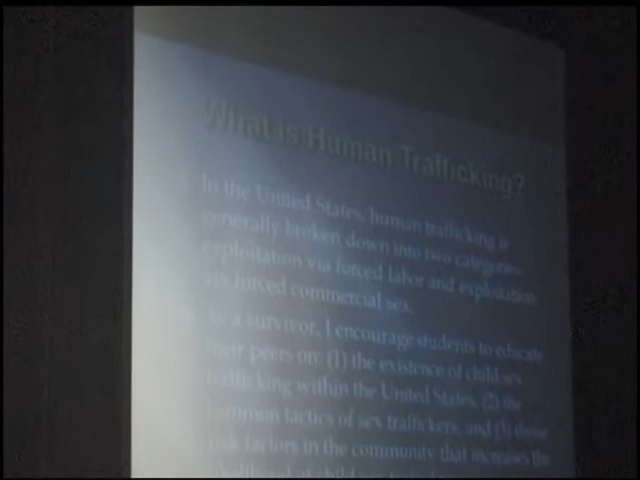 What is Human Trafficking?
In the United States, human trafficking is
generally broken down into two categories:
exploitation via forced labor and exploitation
via forced commercial sex.
As a survivor, I encourage students to educate
their peers on: (1) the existence of child sex
trafficking within the United States, (2) the
common tactics of sex traffickers, and (3) those
risk factors in the community that increases the
likelihood of